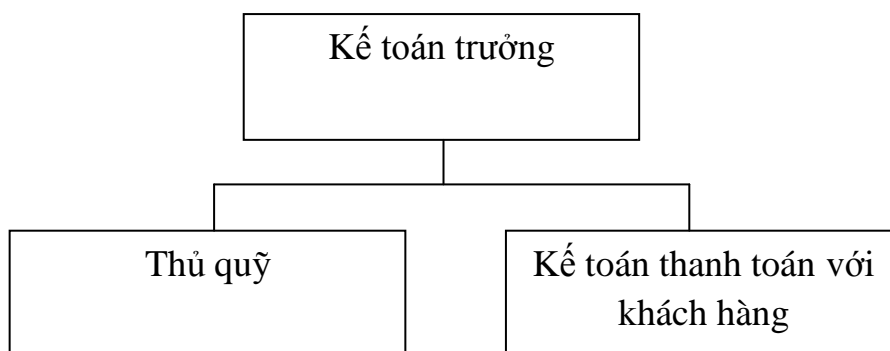 Kế toán trưởng
Thủ quỹ
Kế toán thanh toán với
khách hàng